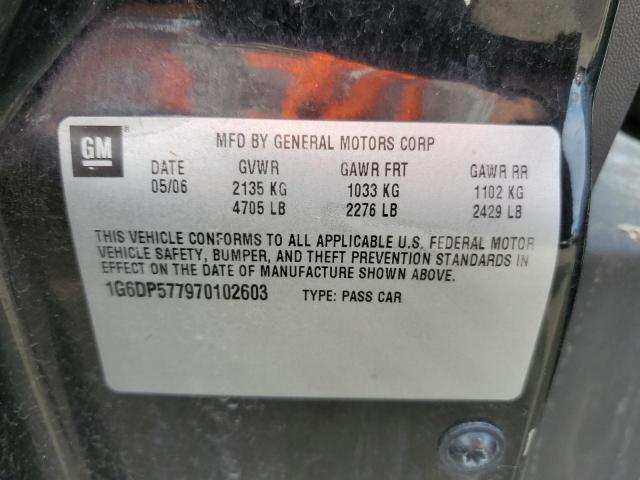 GM ® MFD BY GENERAL MOTORS CORP
DATE GVWR GAWR FRT GAWR RR
05/06 2135 KG 1033 KG 1102 KG
4705 LB 2276 LB 2429 LB
THIS VEHICLE CONFORMS TO ALL APPLICABLE U.S. FEDERAL MOTOR
VEHICLE SAFETY, BUMPER, AND THEFT PREVENTION STANDARDS IN
EFFECT ON THE DATE OF MANUFACTURE SHOWN ABOVE.
1G6DP577970102603 TYPE: PASS CAR